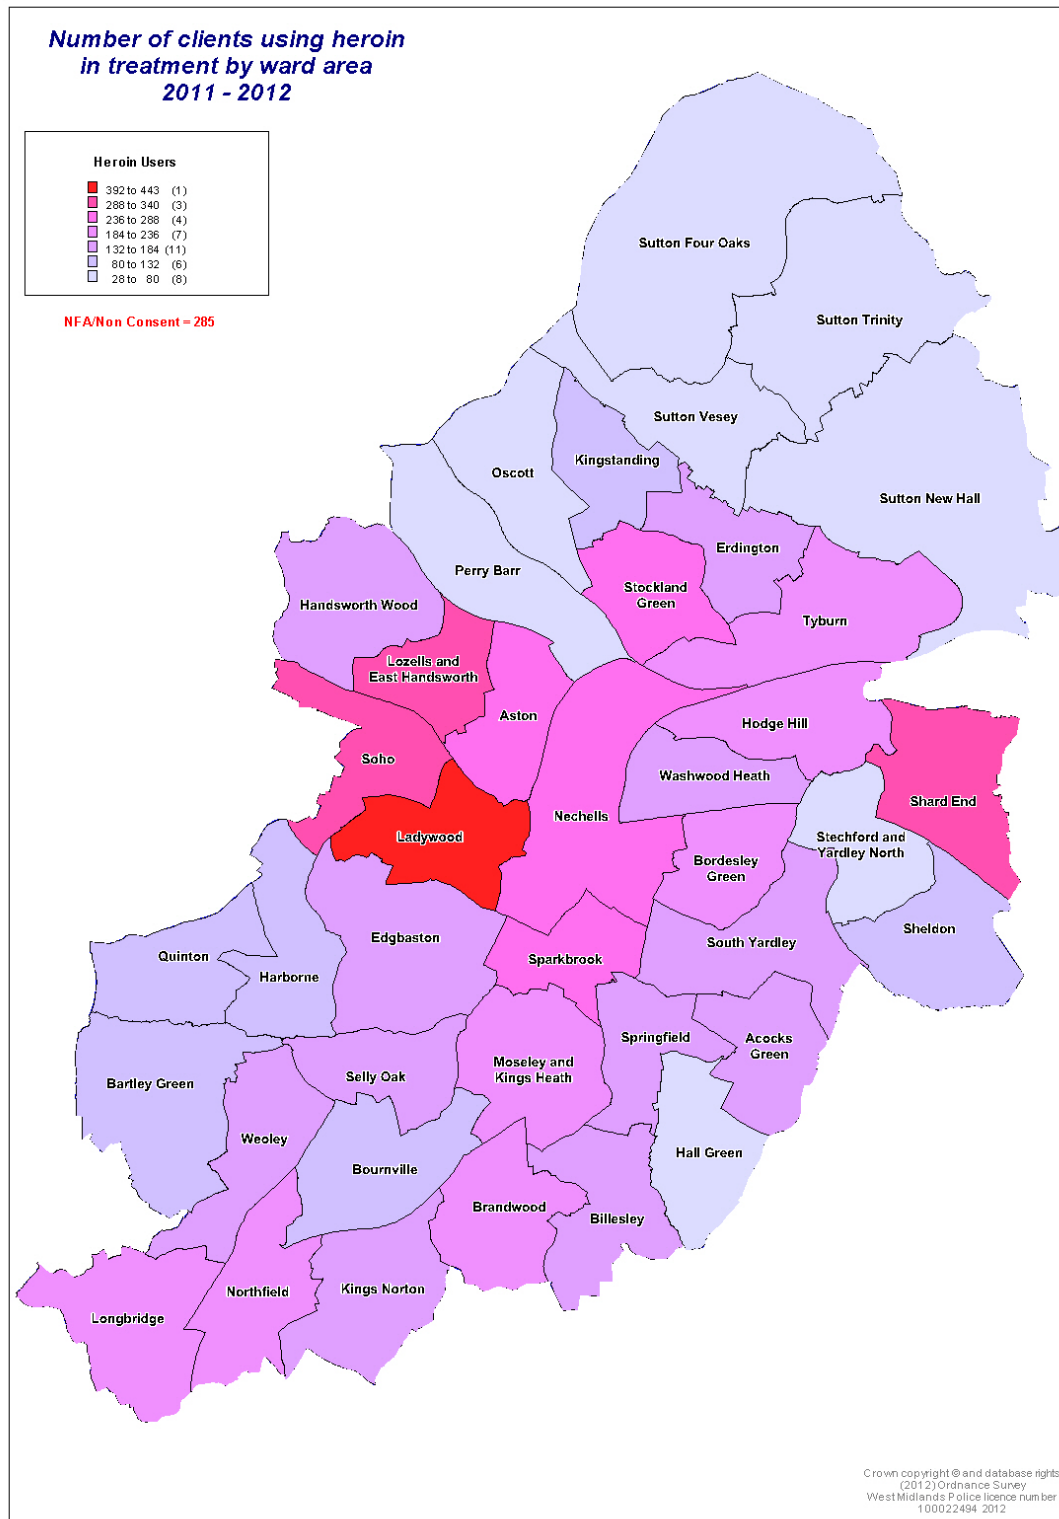 Number of clients using heroin
in treatment by ward area
2011 - 2012
Heroin Users
392 to 443 (1)
288 to 340 (3)
236 to 288 (4)
184 to 236 (7)
132 to 184 (11)
80 to 132 (6)
28 to 80 (8)
NFA/Non Consent = 285
Sutton Four Oaks
Sutton Trinity
Sutton Vesey
Kingstanding
Oscott
Sutton New Hall
Erdington
Perry Barr
Stockland
Green
Handsworth Wood
Tyburn
Lozells and
East Handsworth
Aston
Hodge Hill
Soho
Washwood Heath
Shard End
Nechells
Ladywood
Stechford and
Yardley North
Bordesley
Green
Sheldon
Edgbaston
South Yardley
Quinton
Sparkbrook
Harborne
Springfield
Acocks
Green
Moseley and
Kings Heath
Selly Oak
Bartley Green
Weoley
Hall Green
Bournville
Brandwood
Billesley
Northfield
Kings Norton
Longbridge
Crown copyright © and database rights
(2012) Ordnance Survey
West Midlands Police licence number
100022494 2012